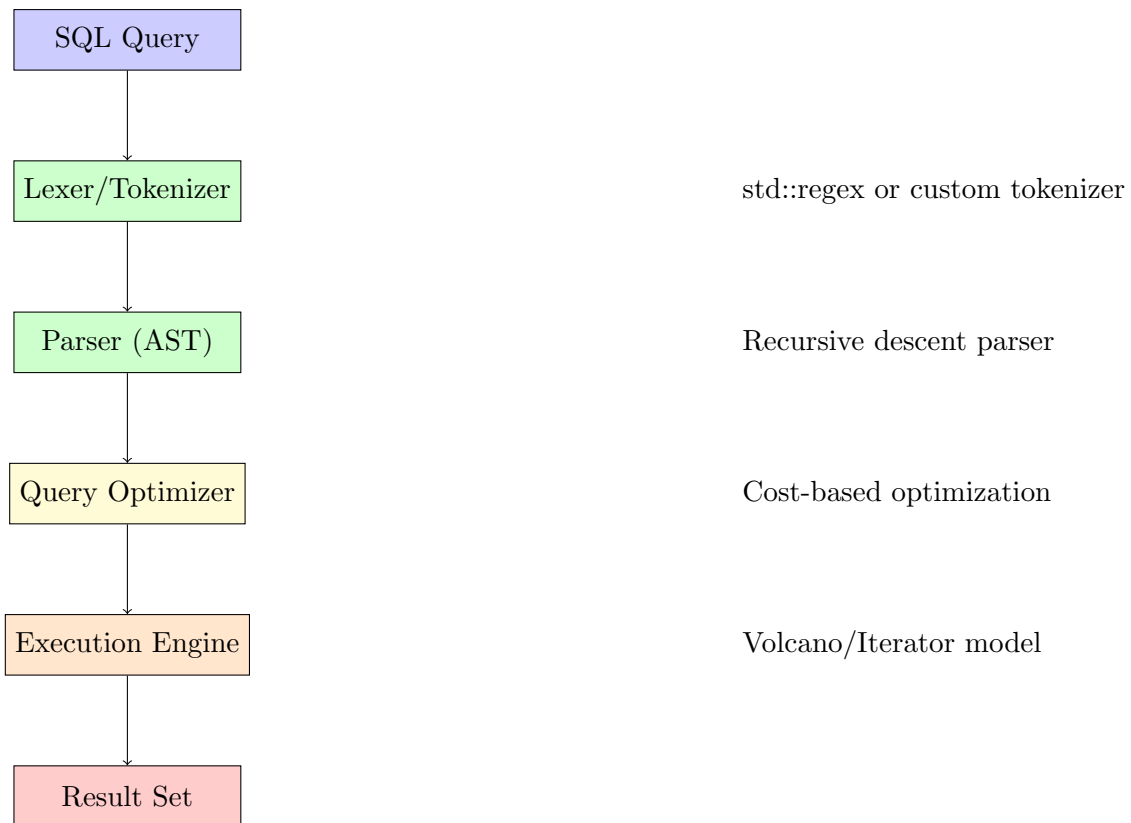 SQL Query
Lexer/Tokenizer
std::regex or custom tokenizer
Parser (AST)
Recursive descent parser
Query Optimizer
Cost-based optimization
Execution Engine
Volcano/Iterator model
Result Set